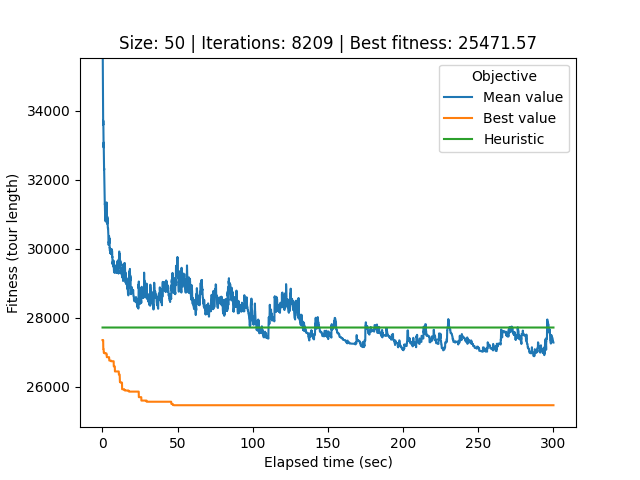 Size: 50 | Iterations: 8209 | Best fitness: 25471.57
Objective
Mean value
Best value
Heuristic
Fitness (tour length)
34000
32000
30000
28000
26000
0 50 100 150 200 250 300
Elapsed time (sec)